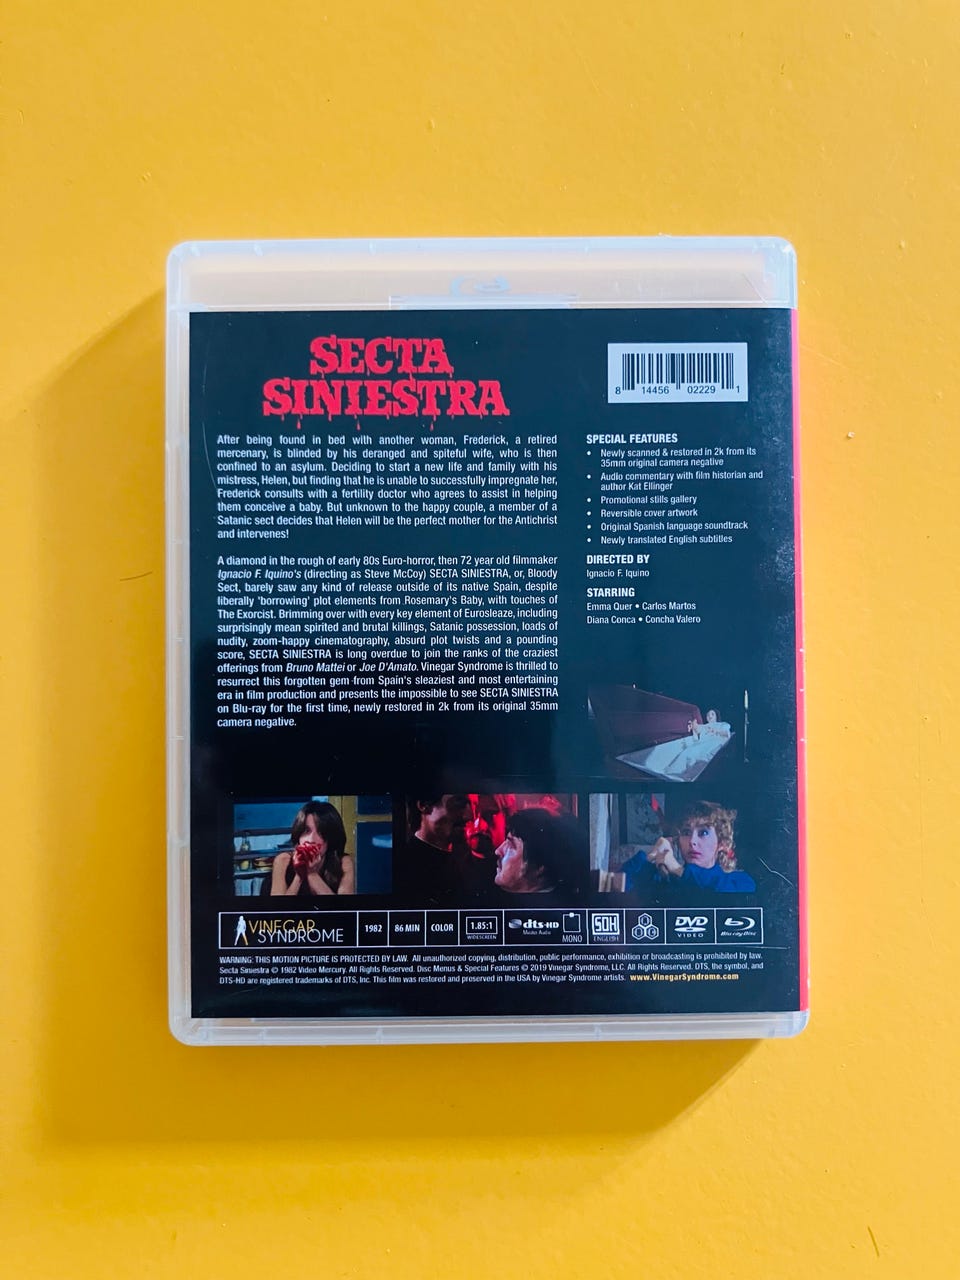 SECTA
SINIESTRA
8 14456 02229 1
After being found in bed with another woman, Frederick, a retired
mercenary, is blinded by his deranged and spiteful wife, who is then
confined to an asylum. Deciding to start a new life and family with his
mistress, Helen, but finding that he is unable to successfully impregnate her,
Frederick consults with a fertility doctor who agrees to assist in helping
them conceive a baby. But unknown to the happy couple, a member of a
Satanic sect decides that Helen will be the perfect mother for the Antichrist
and intervenes!
A diamond in the rough of early 80s Euro-horror, then 72 year old filmmaker
Ignacio F. Iquino's (directing as Steve McCoy) SECTA SINIESTRA, or, Bloody
Sect, barely saw any kind of release outside of its native Spain, despite
liberally 'borrowing' plot elements from Rosemary's Baby, with touches of
The Exorcist. Brimming over with every key element of Eurosleaze, including
surprisingly mean spirited and brutal killings, Satanic possession, loads of
nudity, zoom-happy cinematography, absurd plot twists and a pounding
score, SECTA SINIESTRA is long overdue to join the ranks of the craziest
offerings from Bruno Mattei or Joe D'Amato. Vinegar Syndrome is thrilled to
resurrect this forgotten gem from Spain's sleaziest and most entertaining
era in film production and presents the impossible to see SECTA SINIESTRA
on Blu-ray for the first time, newly restored in 2k from its original 35mm
camera negative.
SPECIAL FEATURES
• Newly scanned & restored in 2k from its
35mm original camera negative
• Audio commentary with film historian and
author Kat Ellinger
• Promotional stills gallery
• Reversible cover artwork
• Original Spanish language soundtrack
• Newly translated English subtitles
DIRECTED BY
Ignacio F. Iquino
STARRING
Emma Quer • Carlos Martos
Diana Conca • Concha Valero
VINEGAR
SYNDROME
1982
86 MIN
COLOR
1.85:1
WIDESCREEN
dts-HD
Master Audio
MONO
SDH
ENGLISH
DVD
VIDEO
Blu-ray Disc
WARNING: THIS MOTION PICTURE IS PROTECTED BY LAW. All unauthorized copying, distribution, public performance, exhibition or broadcasting is prohibited by law.
Secta Siniestra © 1982 Video Mercury. All Rights Reserved. Disc Menus & Special Features © 2019 Vinegar Syndrome, LLC. All Rights Reserved. DTS, the symbol, and
DTS-HD are registered trademarks of DTS, Inc. This film was restored and preserved in the USA by Vinegar Syndrome artists. www.VinegarSyndrome.com